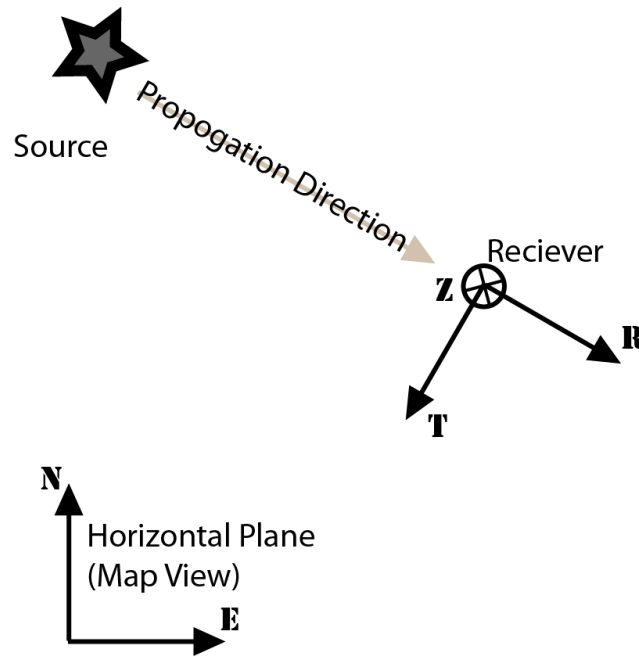 Source
Propogation Direction
Reciever
Z
R
T
N
Horizontal Plane
(Map View)
E